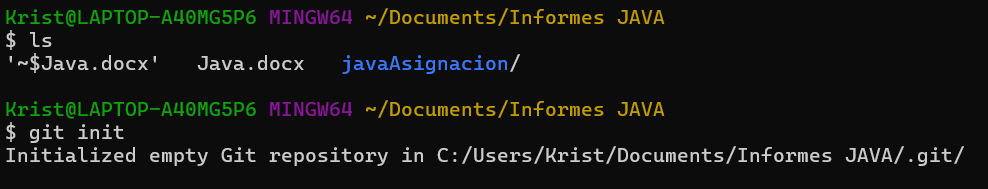 Krist@LAPTOP-A40MG5P6 MINGW64 ~/Documents/Informes JAVA
$ ls
'~$Java.docx'   Java.docx   javaAsignacion/
Krist@LAPTOP-A40MG5P6 MINGW64 ~/Documents/Informes JAVA
$ git init
Initialized empty Git repository in C:/Users/Krist/Documents/Informes JAVA/.git/